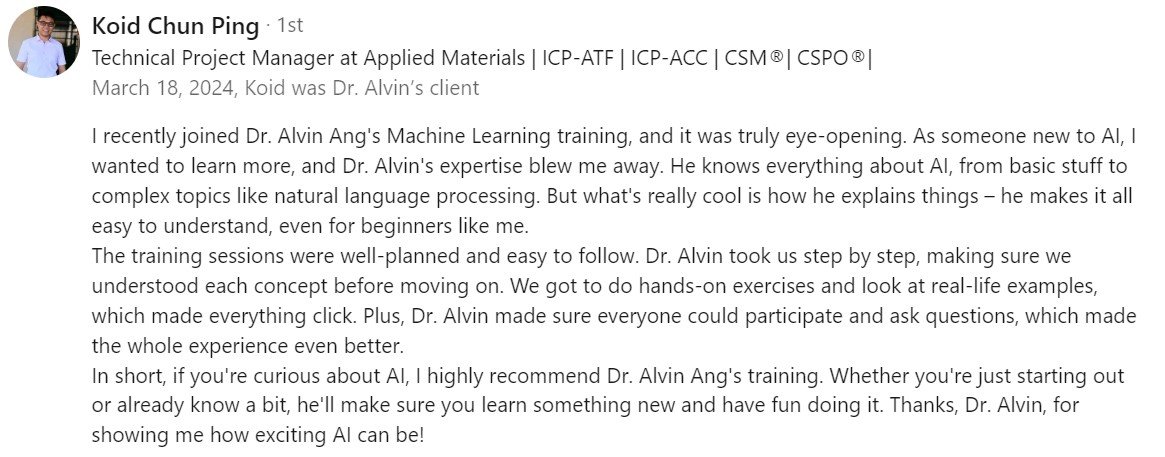 Koid Chun Ping · 1st
Technical Project Manager at Applied Materials | ICP-ATF | ICP-ACC | CSM®| CSPO®|
March 18, 2024, Koid was Dr. Alvin’s client
I recently joined Dr. Alvin Ang's Machine Learning training, and it was truly eye-opening. As someone new to AI, I
wanted to learn more, and Dr. Alvin's expertise blew me away. He knows everything about AI, from basic stuff to
complex topics like natural language processing. But what's really cool is how he explains things – he makes it all
easy to understand, even for beginners like me.
The training sessions were well-planned and easy to follow. Dr. Alvin took us step by step, making sure we
understood each concept before moving on. We got to do hands-on exercises and look at real-life examples,
which made everything click. Plus, Dr. Alvin made sure everyone could participate and ask questions, which made
the whole experience even better.
In short, if you're curious about AI, I highly recommend Dr. Alvin Ang's training. Whether you're just starting out
or already know a bit, he'll make sure you learn something new and have fun doing it. Thanks, Dr. Alvin, for
showing me how exciting AI can be!